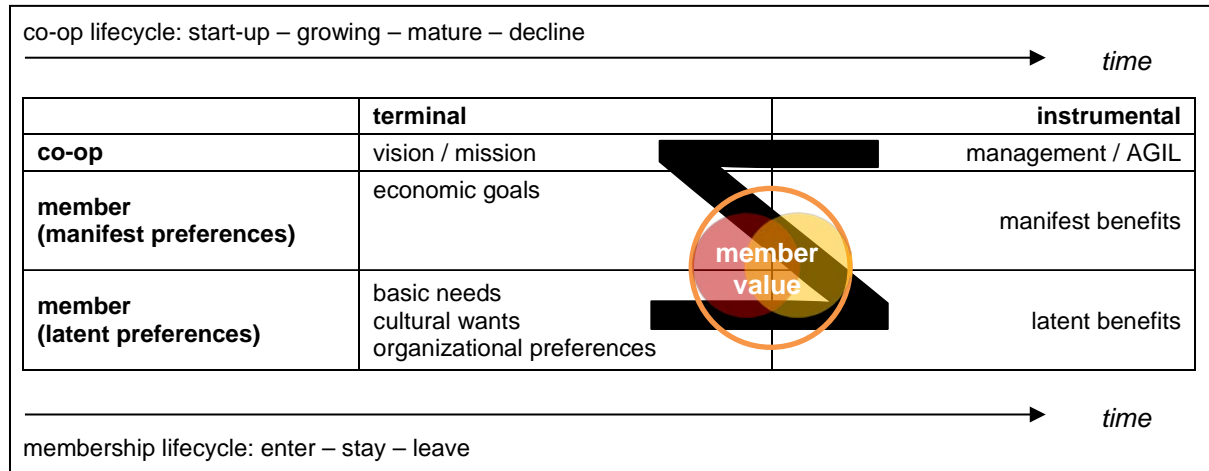 co-op lifecycle: start-up – growing – mature – decline
time
terminal
instrumental
co-op
vision / mission
management / AGIL
member
(manifest preferences)
economic goals
manifest benefits
member
value
member
(latent preferences)
basic needs
cultural wants
organizational preferences
latent benefits
time
membership lifecycle: enter – stay – leave